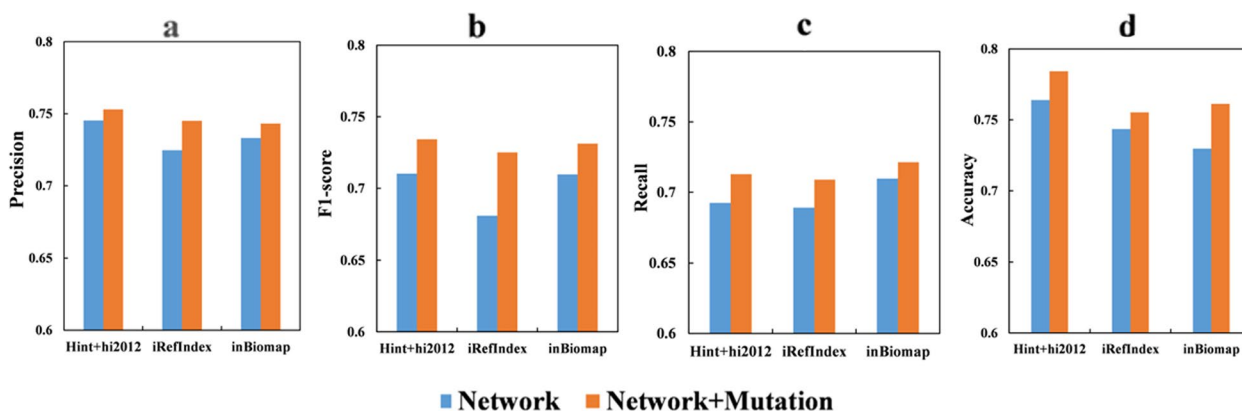 a
0.8
0.75
0.7
0.65
0.6
Precision
Hint+hi2012 iRefIndex inBiomap
b
0.8
0.75
0.7
0.65
0.6
F1-score
Hint+hi2012 iRefIndex inBiomap
c
0.8
0.75
0.7
0.65
0.6
Recall
Hint+hi2012 iRefIndex inBiomap
d
0.8
0.75
0.7
0.65
0.6
Accuracy
Hint+hi2012 iRefIndex inBiomap
Network Network+Mutation